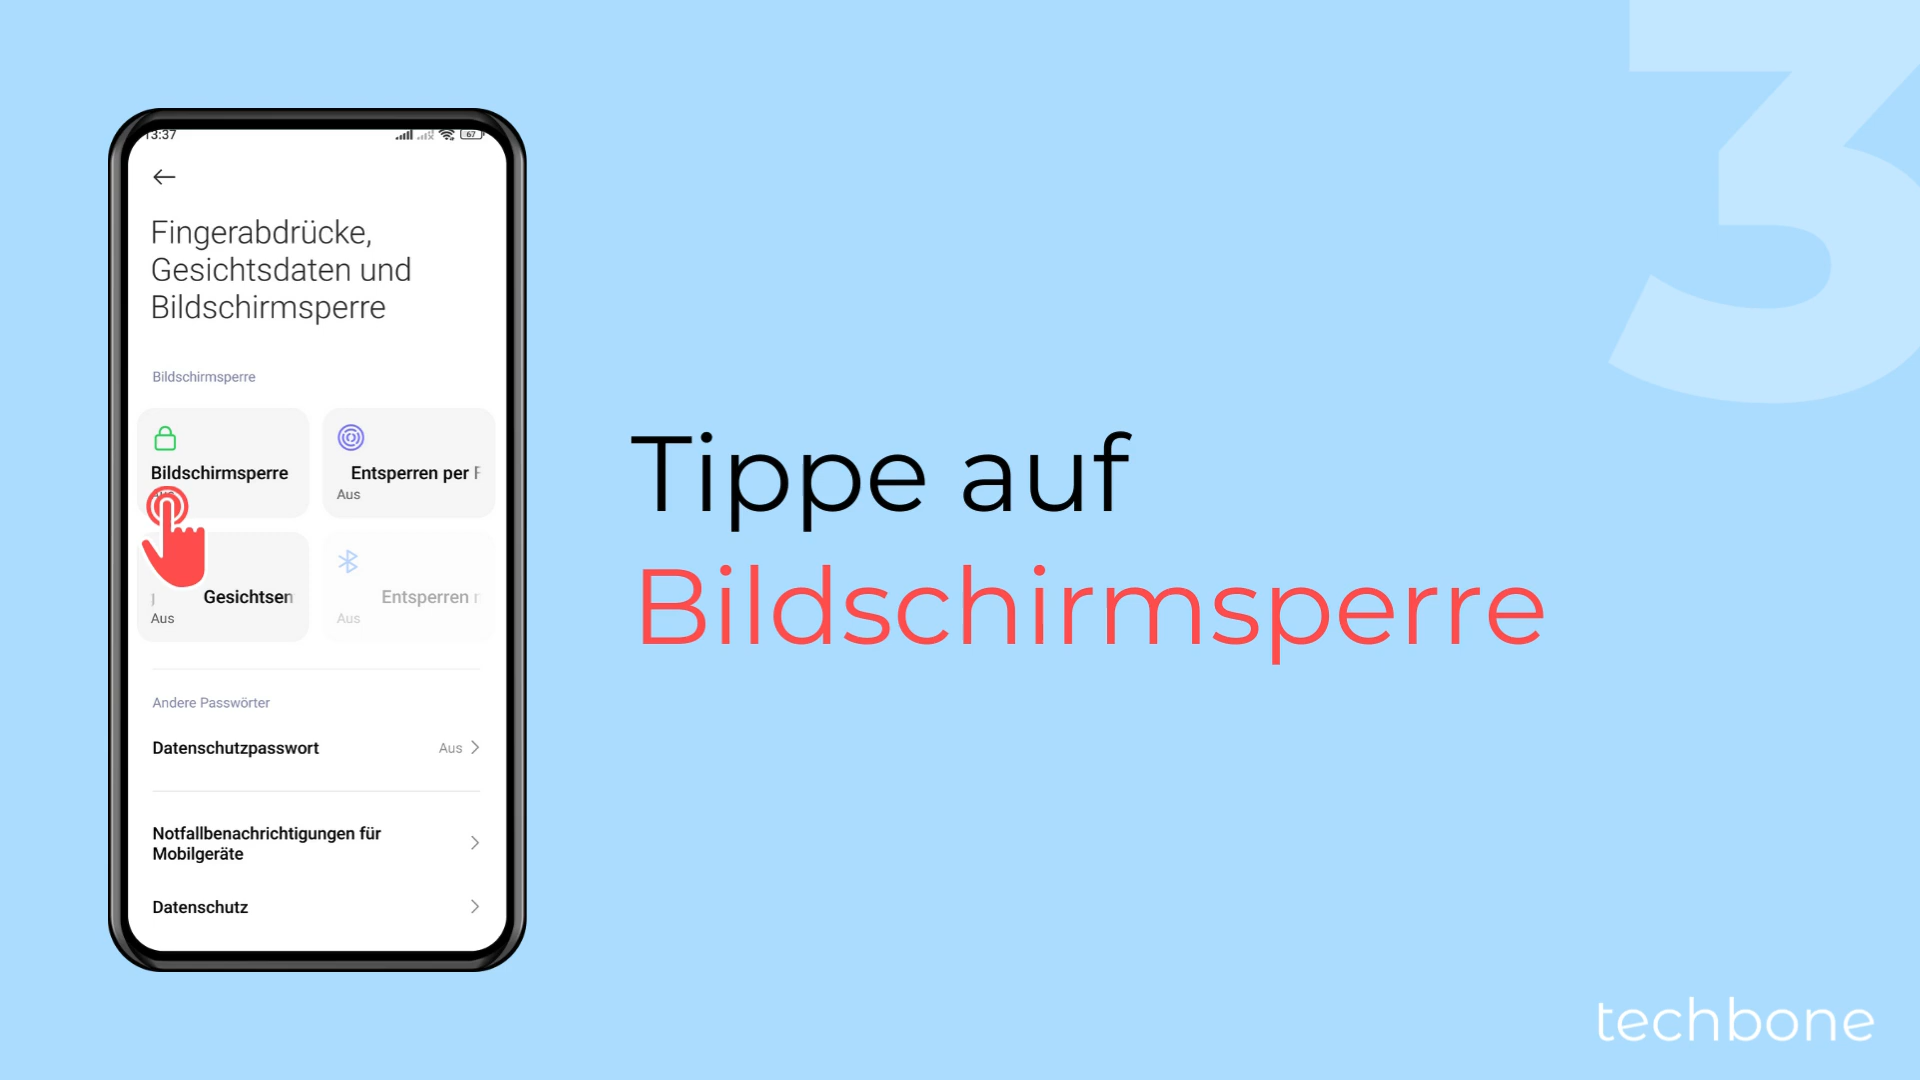 3
13:37
67
Fingerabdrücke,
Gesichtsdaten und
Bildschirmsperre
Bildschirmsperre
Bildschirmsperre
Entsperren per
Aus
Gesichtsen
Aus
Entsperren
Aus
Andere Passwörter
Datenschutzpasswort
Aus
Notfallbenachrichtigungen für
Mobilgeräte
Datenschutz
Tippe auf
Bildschirmsperre
techbone